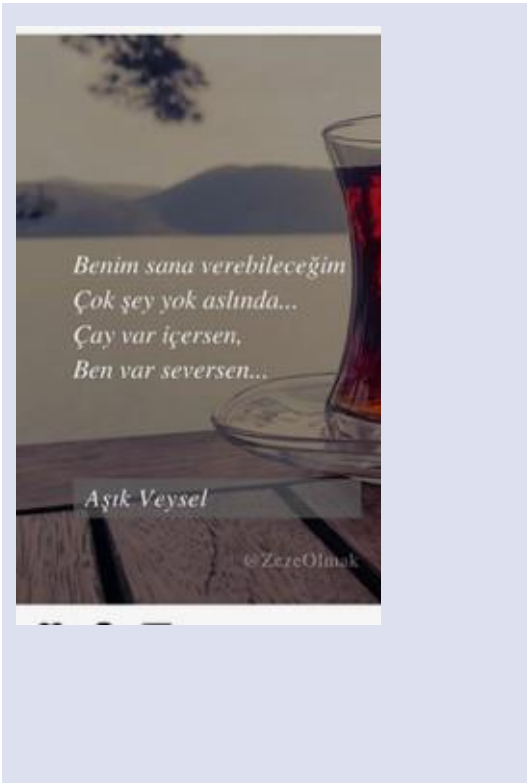 Benim sana verebileceğim
Çok şey yok aslında...
Çay var içersen,
Ben var seversen...
Aşık Veysel
@ZezeOlmak